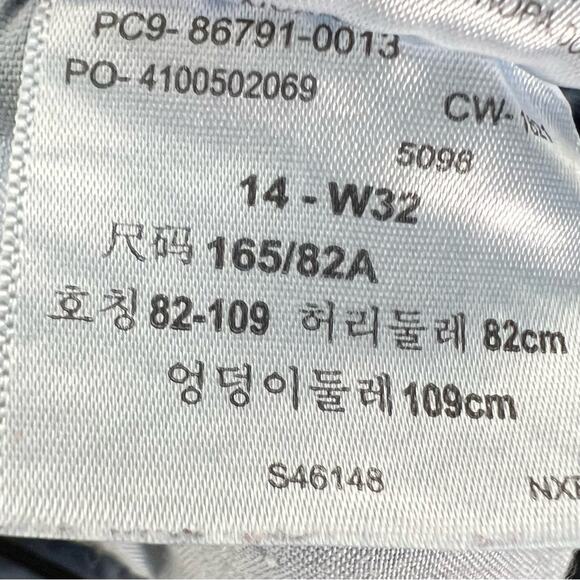 PC9- 86791-0013
PO- 4100502069
CW-
5098
14 - W32
尺码 165/82A
호칭 82-109 허리둘레 82cm
엉덩이둘레 109cm
S46148